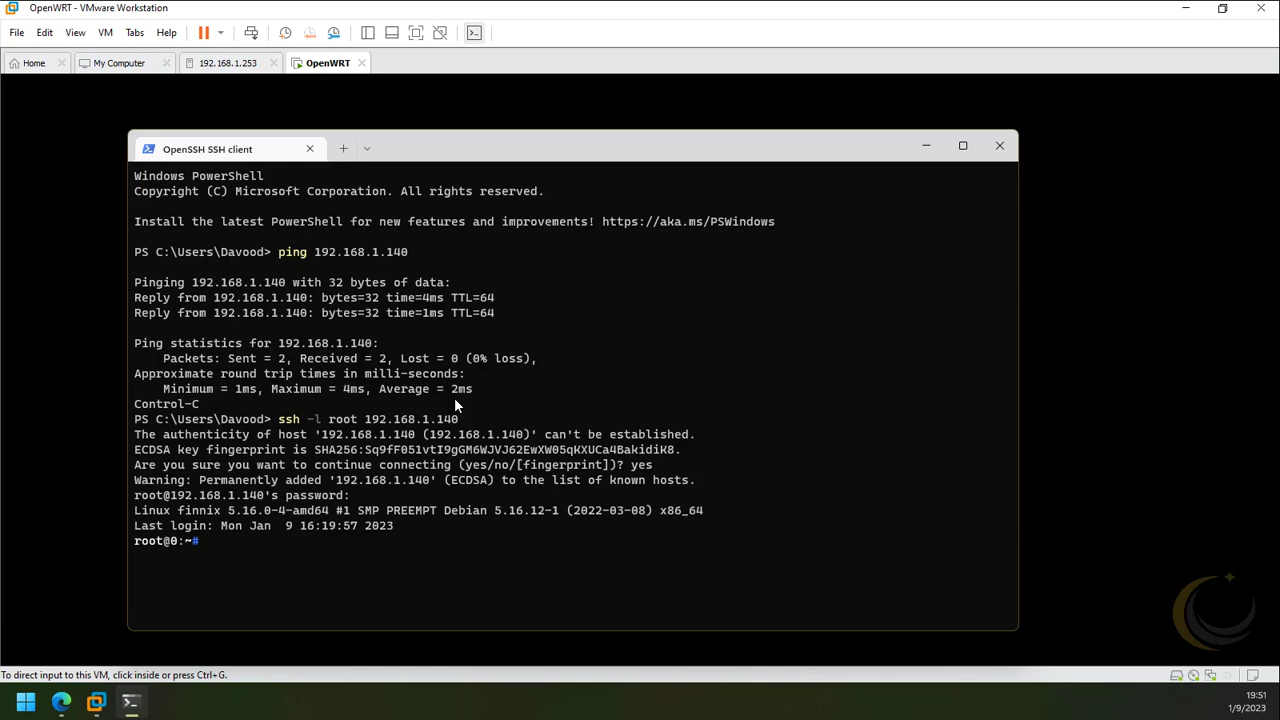 OpenWRT - VMware Workstation
File Edit View VM Tabs Help
Home My Computer 192.168.1.253 OpenWRT
OpenSSH SSH client
Windows PowerShell
Copyright (C) Microsoft Corporation. All rights reserved.
Install the latest PowerShell for new features and improvements! https://aka.ms/PSWindows
PS C:\Users\Davood> ping 192.168.1.140
Pinging 192.168.1.140 with 32 bytes of data:
Reply from 192.168.1.140: bytes=32 time=4ms TTL=64
Reply from 192.168.1.140: bytes=32 time=1ms TTL=64
Ping statistics for 192.168.1.140:
    Packets: Sent = 2, Received = 2, Lost = 0 (0% loss),
Approximate round trip times in milli-seconds:
    Minimum = 1ms, Maximum = 4ms, Average = 2ms
Control-C
PS C:\Users\Davood> ssh -l root 192.168.1.140
The authenticity of host '192.168.1.140 (192.168.1.140)' can't be established.
ECDSA key fingerprint is SHA256:Sq9fF051vtI9gGM6WJVJ62EwXW05qKXUCa4BakidiK8.
Are you sure you want to continue connecting (yes/no/[fingerprint])? yes
Warning: Permanently added '192.168.1.140' (ECDSA) to the list of known hosts.
root@192.168.1.140's password:
Linux finnix 5.16.0-4-amd64 #1 SMP PREEMPT Debian 5.16.12-1 (2022-03-08) x86_64
Last login: Mon Jan  9 16:19:57 2023
root@0:~#
To direct input to this VM, click inside or press Ctrl+G.
19:51
1/9/2023